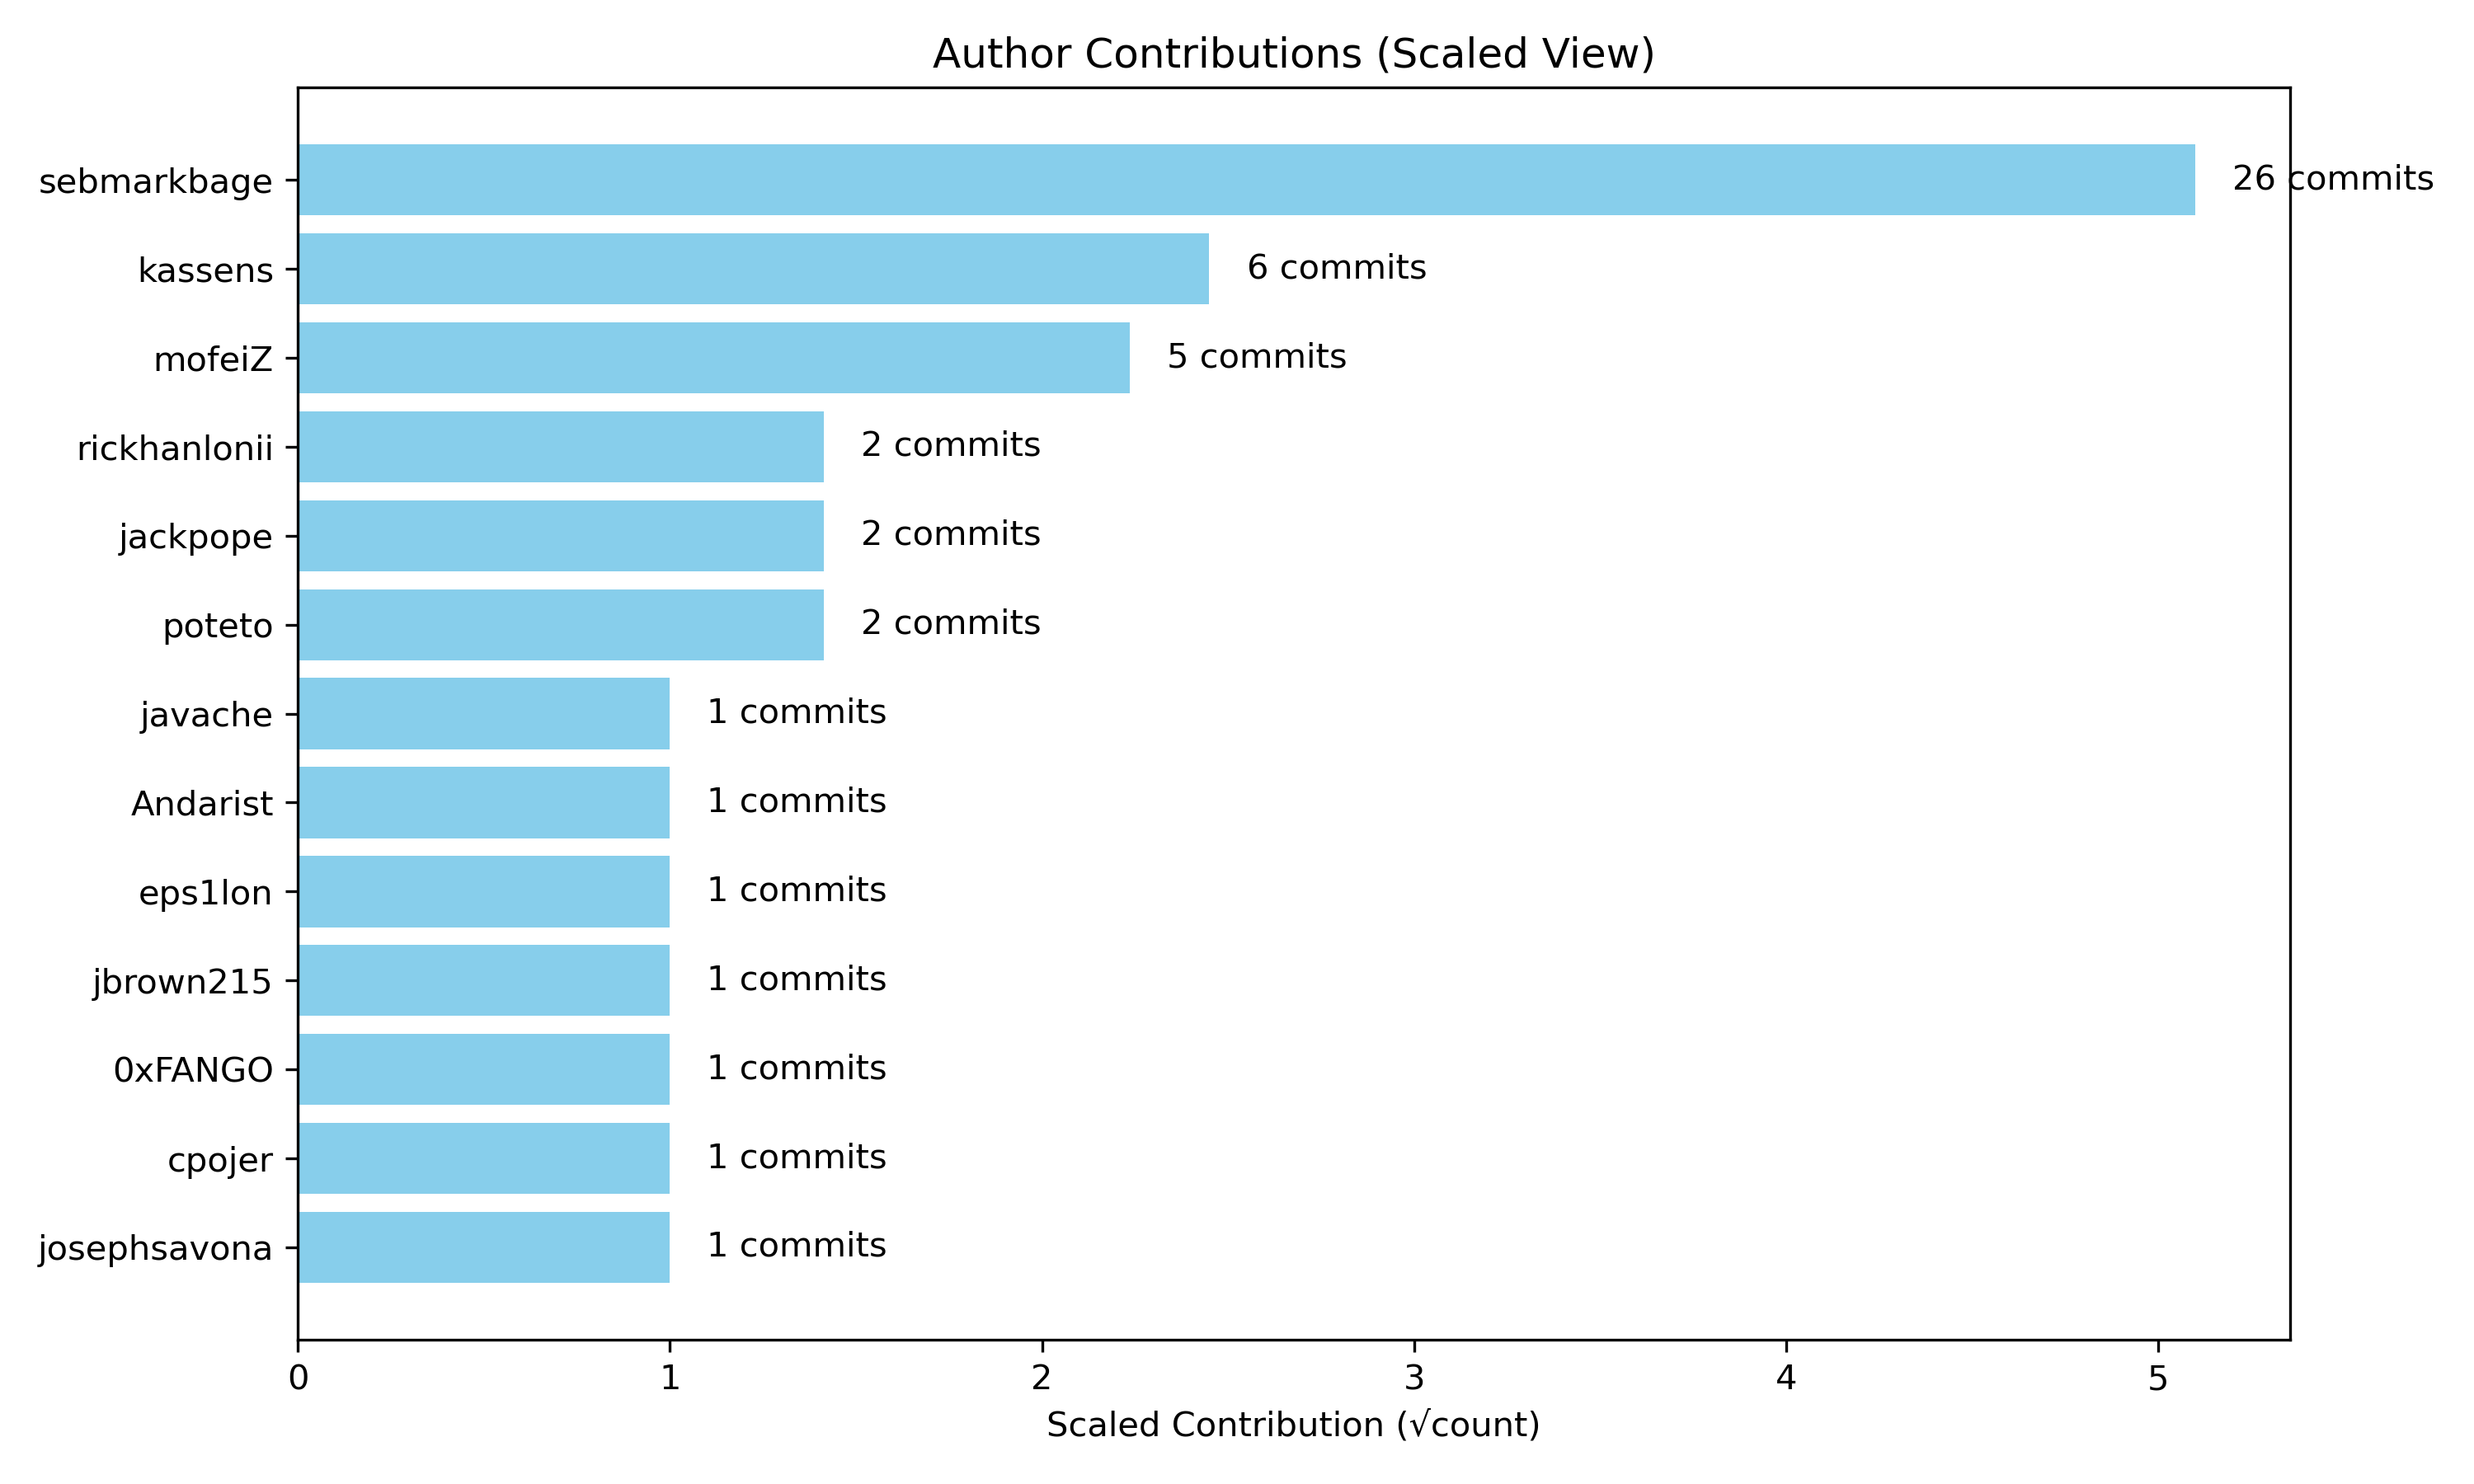 Author Contributions (Scaled View)
sebmarkbage 26 commits
kassens 6 commits
mofeiZ 5 commits
rickhanlonii 2 commits
jackpope 2 commits
poteto 2 commits
javache 1 commits
Andarist 1 commits
eps1lon 1 commits
jbrown215 1 commits
0xFANGO 1 commits
cpojer 1 commits
josephsavona 1 commits
0 1 2 3 4 5
Scaled Contribution (√count)